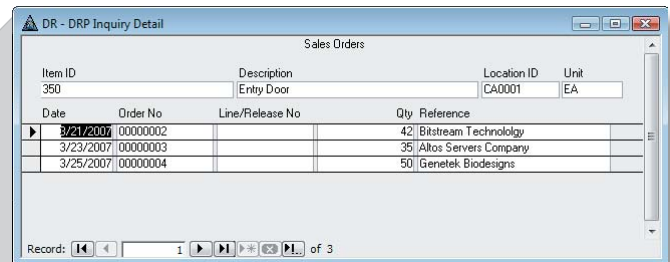 DR - DRP Inquiry Detail
Sales Orders
Item ID Description Location ID Unit
350 Entry Door CA0001 EA
Date Order No Line/Release No Qty Reference
3/21/2007 00000002 42 Bitstream Technololgy
3/23/2007 00000003 35 Altos Servers Company
3/25/2007 00000004 50 Genetek Biodesigns
Record: 1 of 3